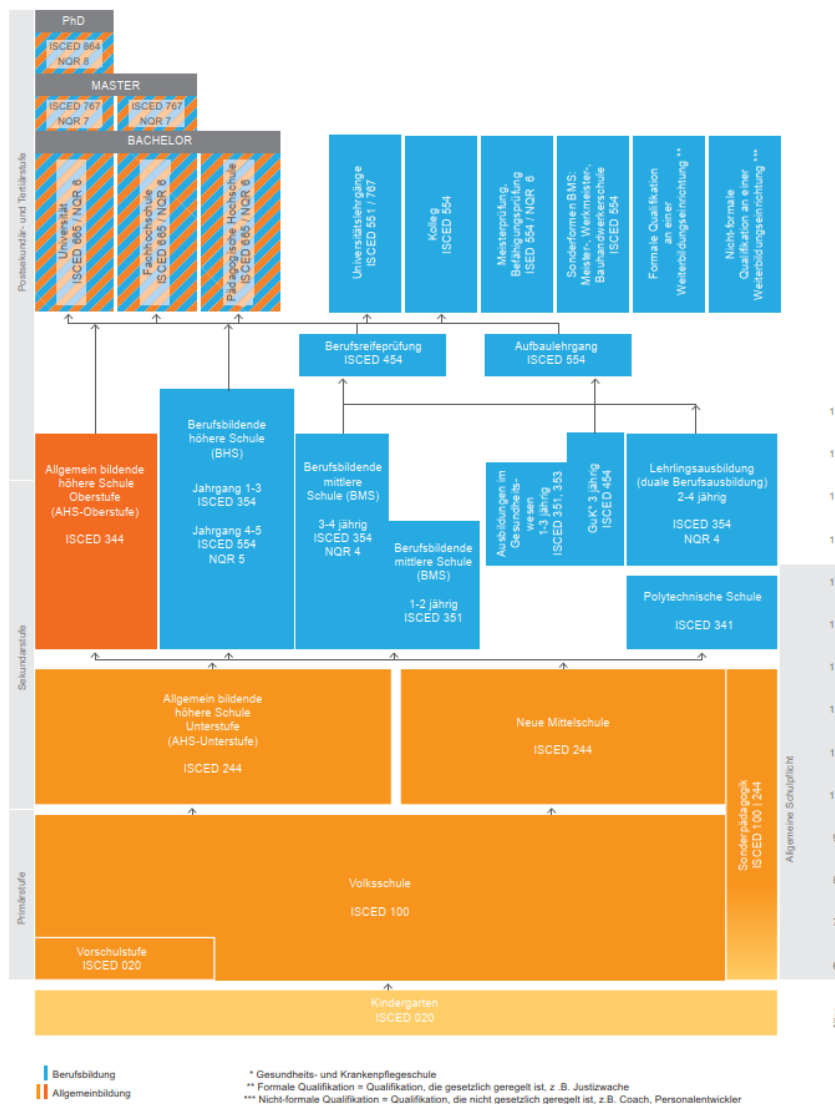 PhD
ISCED 864
NQR 8
MASTER
ISCED 767
NQR 7
ISCED 767
NQR 7
BACHELOR
Universität
ISCED 665 / NQR 6
Fachhochschule
ISCED 665 / NQR 6
Pädagogische Hochschule
ISCED 665 / NQR 6
Universitätslehrgänge
ISCED 551 / 767
Kolleg
ISCED 554
Meisterprüfung,
Befähigungsprüfung
ISED 554 / NQR 6
Sonderformen BMS:
Meister-, Werkmeister-,
Bauhandwerkerschule
ISCED 554
Formale Qualifikation
an einer
Weiterbildungseinrichtung **
Nicht-formale
Qualifikation an einer
Weiterbildungseinrichtung ***
Postsekundär- und Tertiärstufe
Berufsreifeprüfung
ISCED 454
Aufbaulehrgang
ISCED 554
Allgemein bildende
höhere Schule
Oberstufe
(AHS-Oberstufe)
ISCED 344
Berufsbildende
höhere Schule
(BHS)
Jahrgang 1-3
ISCED 354
Jahrgang 4-5
ISCED 554
NQR 5
Berufsbildende
mittlere
Schule (BMS)
3-4 jährig
ISCED 354
NQR 4
Berufsbildende
mittlere Schule
(BMS)
1-2 jährig
ISCED 351
Ausbildungen im
Gesundheits-
wesen
1-3 jährig
ISCED 351, 353
GuK* 3 jährig
ISCED 454
Lehrlingsausbildung
(duale Berufsausbildung)
2-4 jährig
ISCED 354
NQR 4
Polytechnische Schule
ISCED 341
Sekundarstufe
Allgemein bildende
höhere Schule
Unterstufe
(AHS-Unterstufe)
ISCED 244
Neue Mittelschule
ISCED 244
Sonderpädagogik
ISCED 100 | 244
Allgemeine Schulpflicht
Primärstufe
Volksschule
ISCED 100
Vorschulstufe
ISCED 020
Kindergarten
ISCED 020
Berufsbildung
Allgemeinbildung
* Gesundheits- und Krankenpflegeschule
** Formale Qualifikation = Qualifikation, die gesetzlich geregelt ist, z .B. Justizwache
*** Nicht-formale Qualifikation = Qualifikation, die nicht gesetzlich geregelt ist, z.B. Coach, Personalentwickler